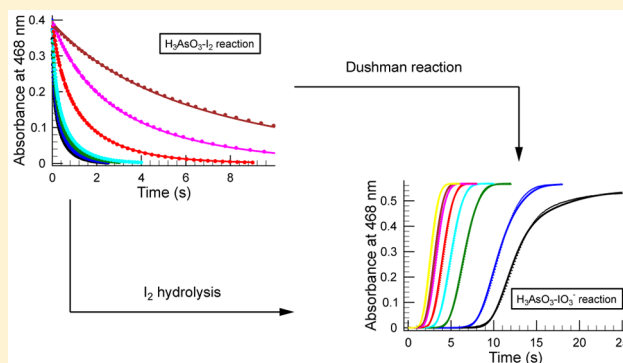 Absorbance at 468 nm
0.4
0.3
0.2
0.1
0
H₃AsO₃-I₂ reaction
0 2 4 6 8
Time (s)
Dushman reaction
I₂ hydrolysis
Absorbance at 468 nm
0.5
0.4
0.3
0.2
0.1
0
H₃AsO₃-IO₃⁻ reaction
0 5 10 15 20 25
Time (s)